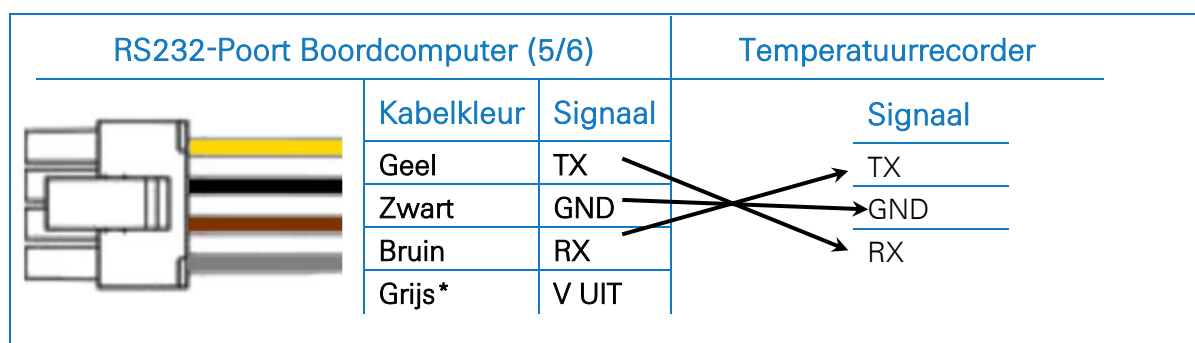 RS232-Poort Boordcomputer (5/6) Temperatuurrecorder
Kabelkleur Signaal Signaal
Geel TX TX
Zwart GND GND
Bruin RX RX
Grijs* V UIT